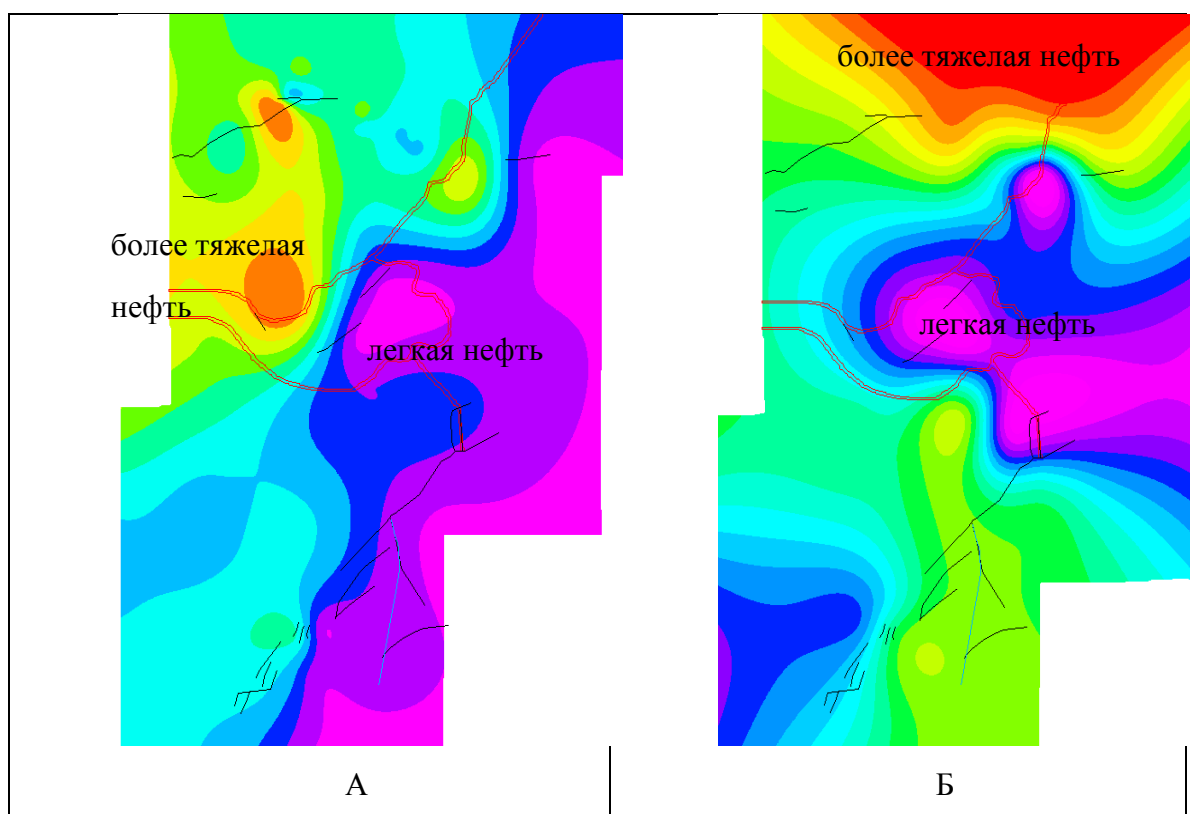 более тяжелая нефть
более тяжелая
нефть
легкая нефть
легкая нефть
А
Б